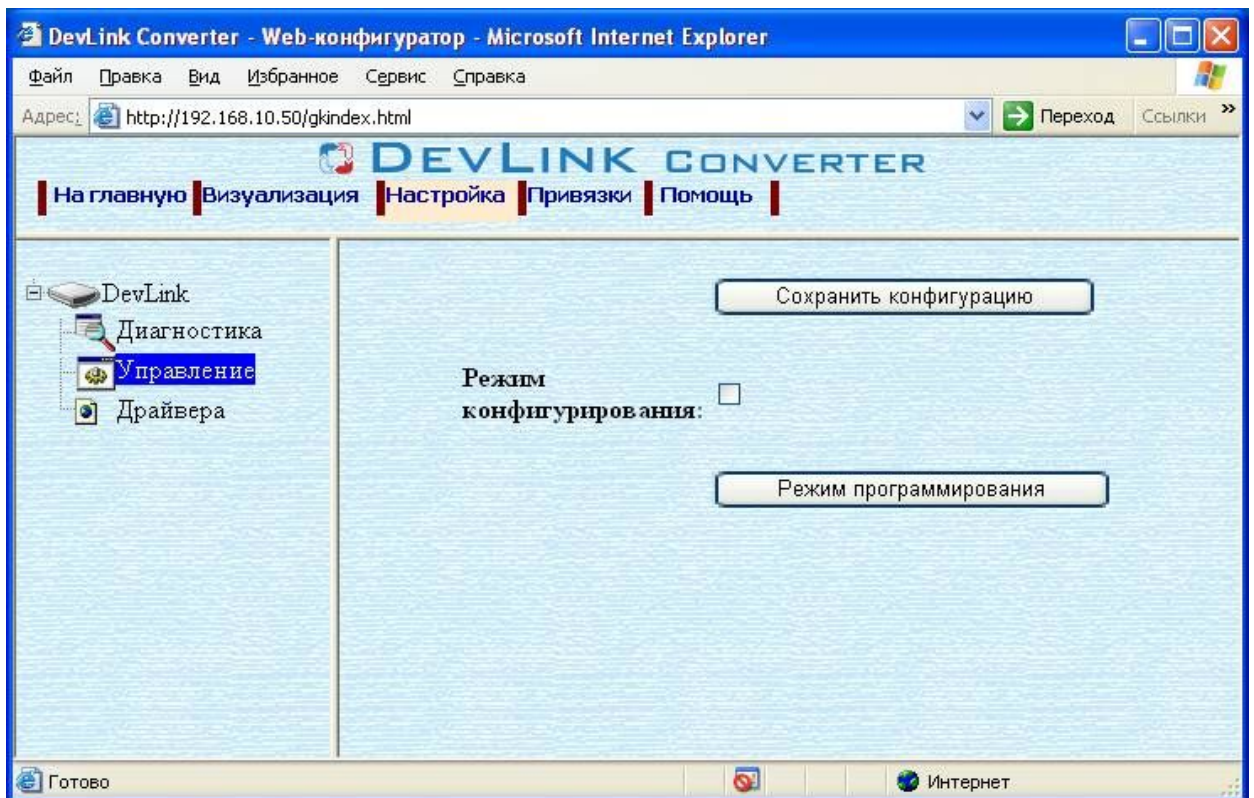 DevLink Converter - Web-конфигуратор - Microsoft Internet Explorer
Файл Правка Вид Избранное Сервис Справка
Адрес: http://192.168.10.50/gkindex.html Переход Ссылки »
DEVLINK CONVERTER
На главную Визуализация Настройка Привязки Помощь
DevLink
Диагностика
Управление
Драйвера
Сохранить конфигурацию
Режим
конфигурирования:
Режим программирования
Готово Интернет